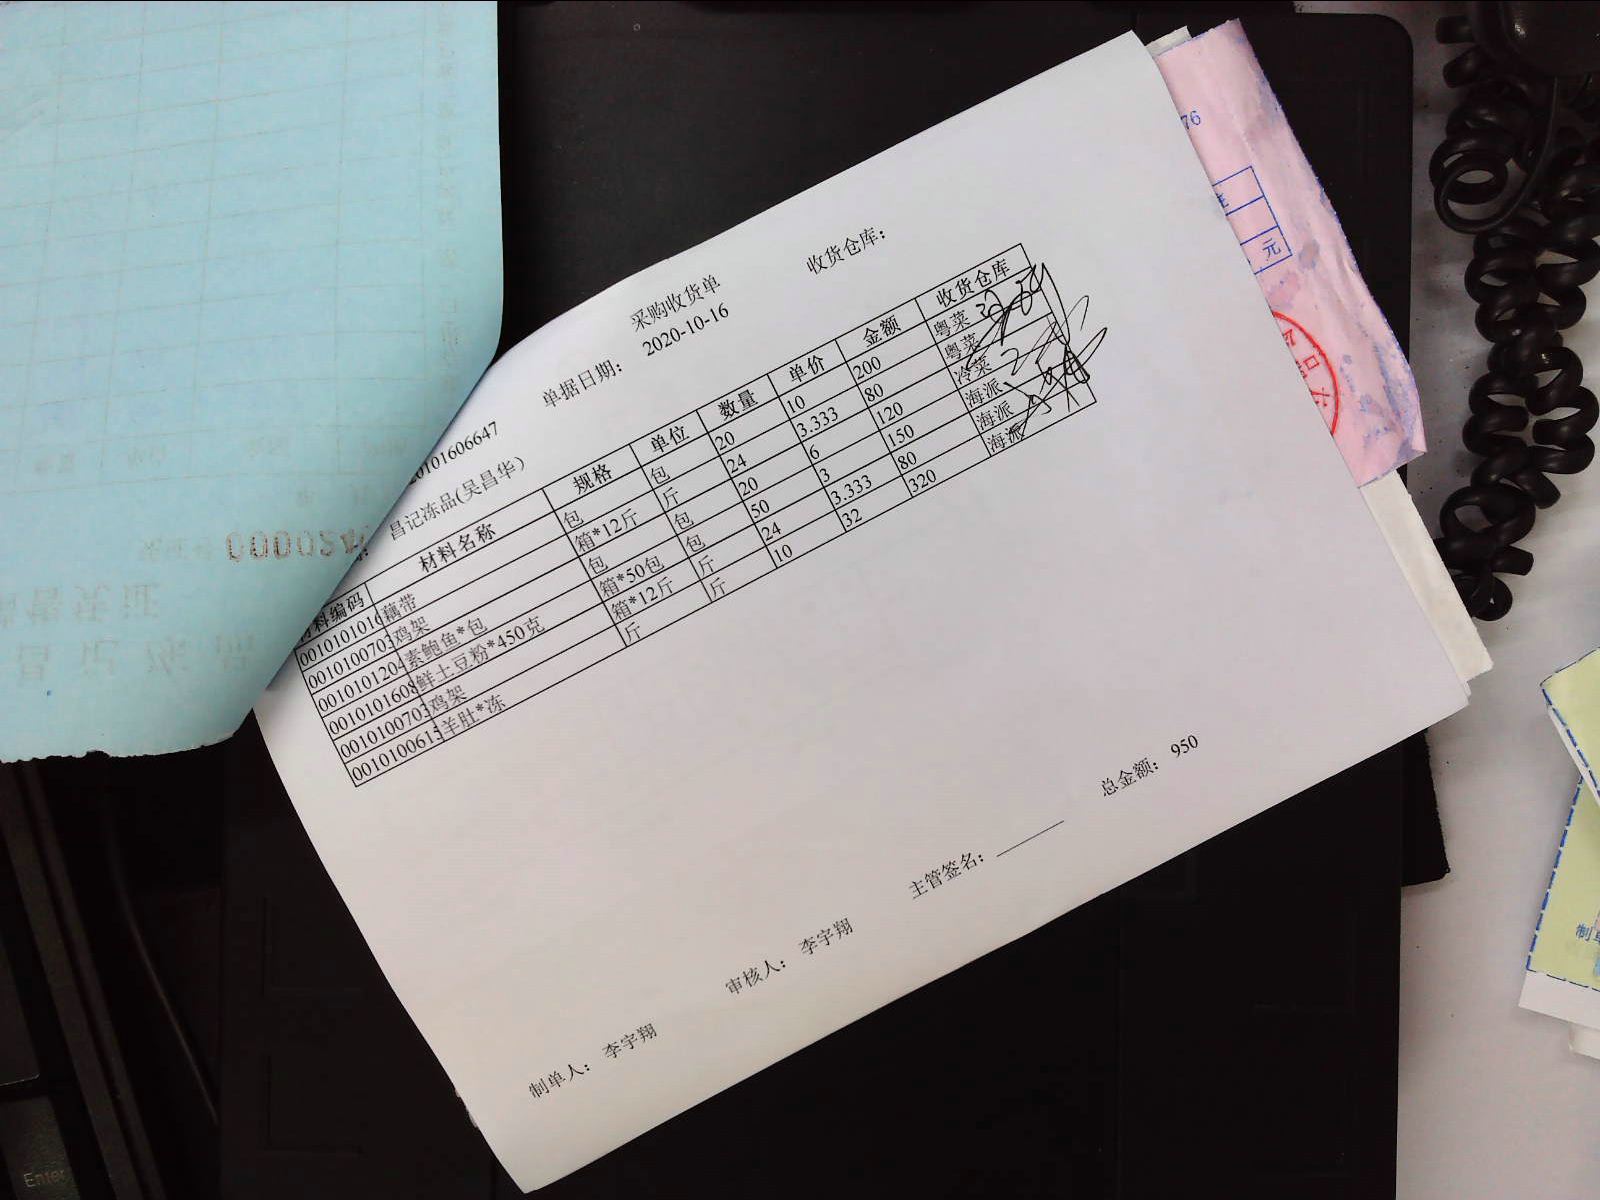 采购收货单
收货仓库：
单据日期： 2020-10-16
20101606647
昌记冻品(吴昌华)
材料编码 材料名称 规格 单位 数量 单价 金额 收货仓库
001010101 藕带 包 包 20 10 200 粤菜
0010100703 鸡架 箱*12斤 斤 24 3.333 80 粤菜
0010101204 素鲍鱼*包 包 包 20 6 120 冷菜
0010101608 鲜土豆粉*450克 箱*50包 包 50 3 150 海派
0010100703 鸡架 箱*12斤 斤 24 3.333 80 海派
001010061 羊肚*冻 斤 斤 10 32 320 海派
总金额： 950
主管签名：
审核人： 李宇翔
制单人： 李宇翔
76
元
制单
Enter